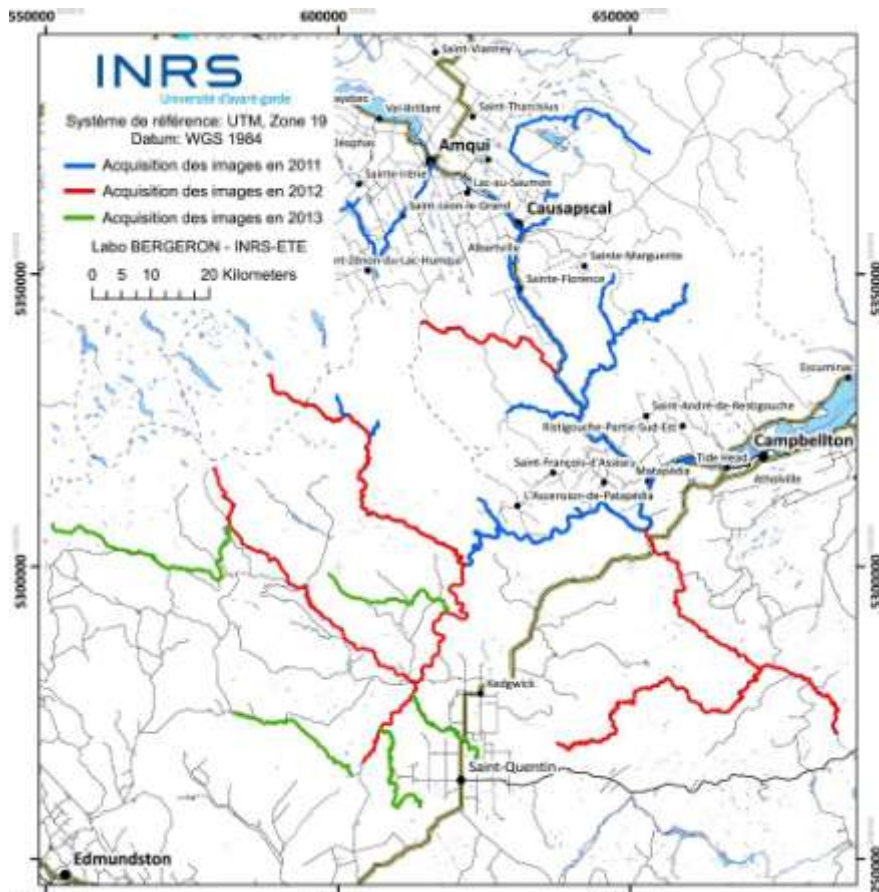 550000 600000 650000
INRS
Université d'avant-garde
Système de référence: UTM, Zone 19
Datum: WGS 1984
Acquisition des images en 2011
Acquisition des images en 2012
Acquisition des images en 2013
Labo BERGERON - INRS-ETE
0 5 10 20 Kilometers
Saint-Vianney
Val-Brillant
Saint-Tharcisius
Amqui
Sainte-Irène
Lac-au-Saumon
Saint-Léon-le-Grand
Causapscal
Albertville
Sainte-Marguerite
Sainte-Florence
5350000
5350000
Escuminac
Saint-André-de-Restigouche
Ristigouche-Partie-Sud-Est
Campbellton
Tide Head
Saint-François-d'Assise
Matapédia
Atholville
L'Ascension-de-Patapédia
5300000
5300000
Kedgwick
Saint-Quentin
Edmundston